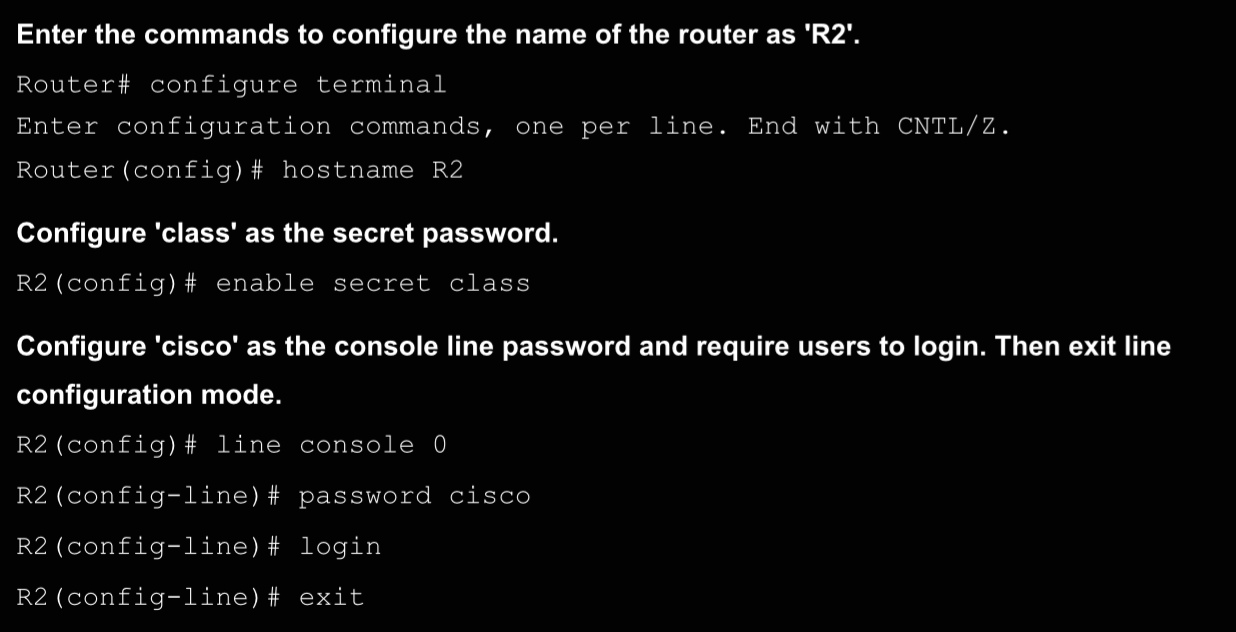 Enter the commands to configure the name of the router as 'R2'.
Router# configure terminal
Enter configuration commands, one per line. End with CNTL/Z.
Router(config)# hostname R2
Configure 'class' as the secret password.
R2(config)# enable secret class
Configure 'cisco' as the console line password and require users to login. Then exit line
configuration mode.
R2(config)# line console 0
R2(config-line)# password cisco
R2(config-line)# login
R2(config-line)# exit